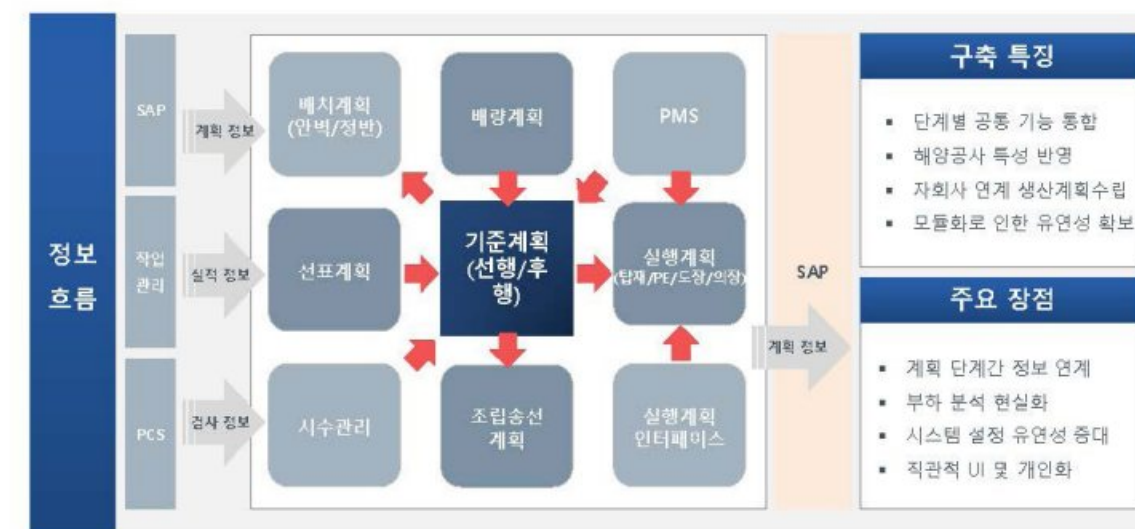 정보
흐름
SAP
작업
관리
PCS
계획 정보
실적 정보
검사 정보
배치계획
(안벽/정반)
배량계획
PMS
선표계획
기준계획
(선행/후
행)
실행계획
(탑재/PE/도장/의장)
시수관리
조립송선
계획
실행계획
인터페이스
SAP
계획 정보
구축 특징
▪ 단계별 공통 기능 통합
▪ 해양공사 특성 반영
▪ 자회사 연계 생산계획수립
▪ 모듈화로 인한 유연성 확보
주요 장점
▪ 계획 단계간 정보 연계
▪ 부하 분석 현실화
▪ 시스템 설정 유연성 증대
▪ 직관적 UI 및 개인화